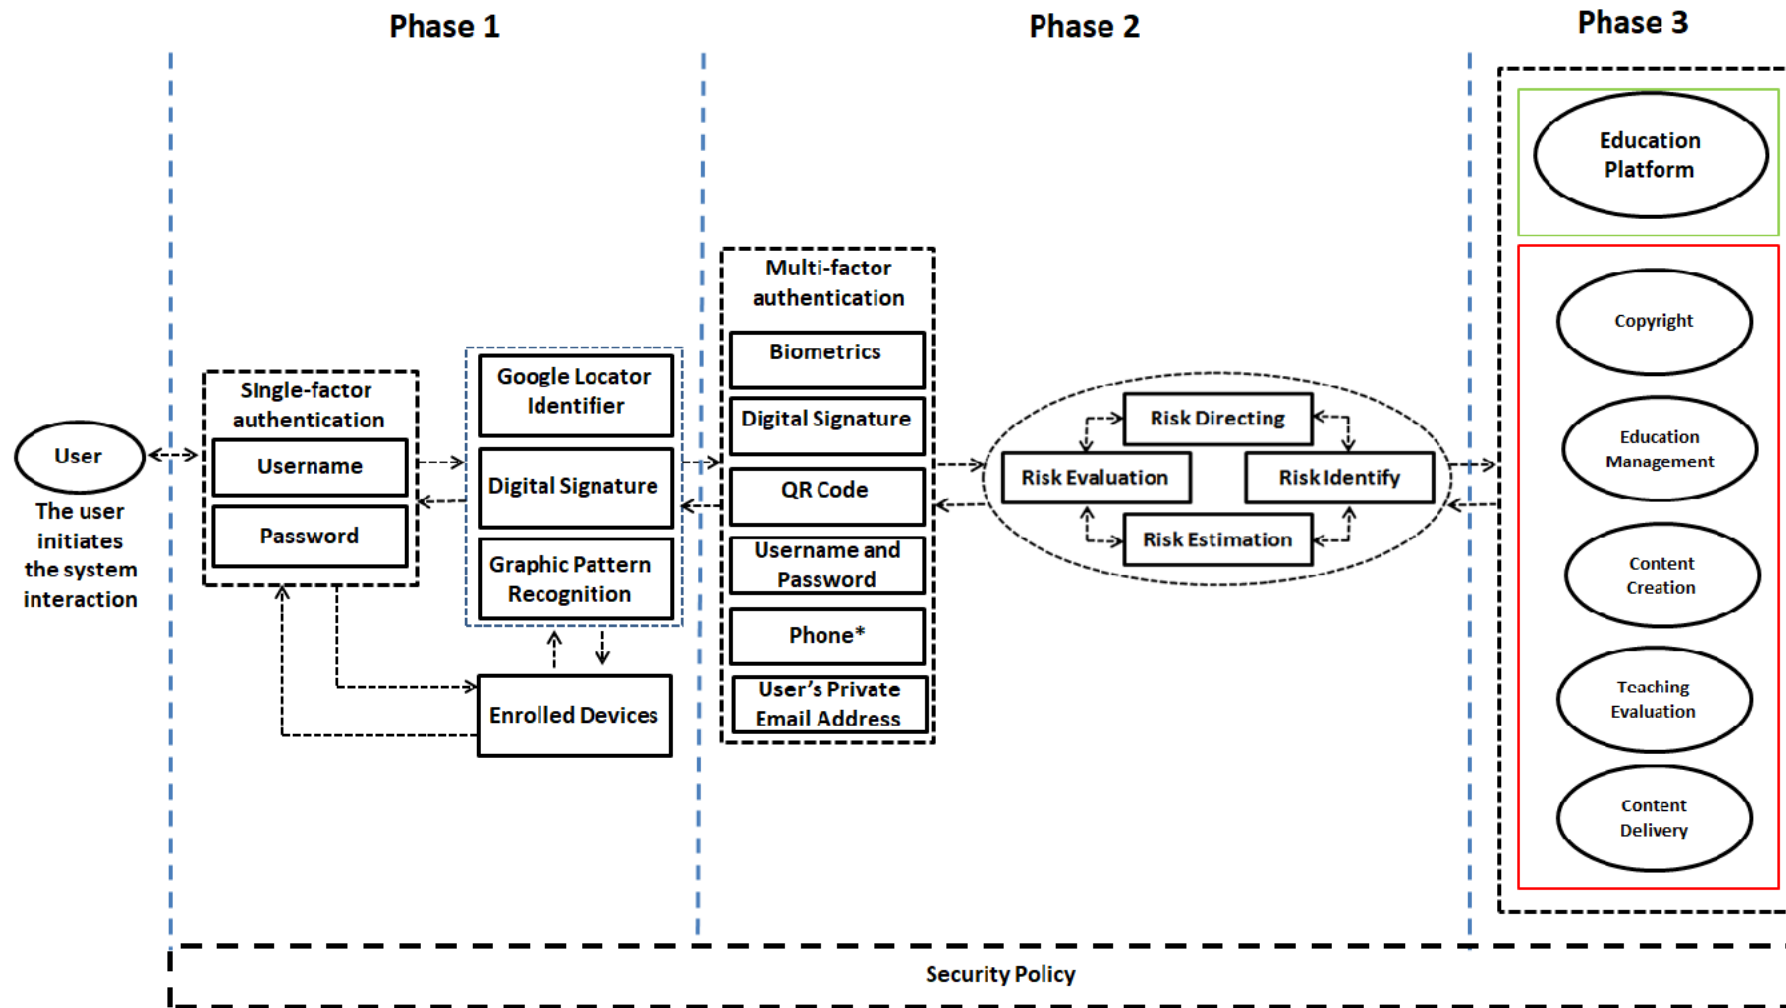 Phase 1
Phase 2
Phase 3
User
The user
initiates
the system
interaction
Single-factor
authentication
Username
Password
Google Locator
Identifier
Digital Signature
Graphic Pattern
Recognition
Enrolled Devices
Multi-factor
authentication
Biometrics
Digital Signature
QR Code
Username and
Password
Phone*
User's Private
Email Address
Risk Directing
Risk Evaluation
Risk Identify
Risk Estimation
Education
Platform
Copyright
Education
Management
Content
Creation
Teaching
Evaluation
Content
Delivery
Security Policy